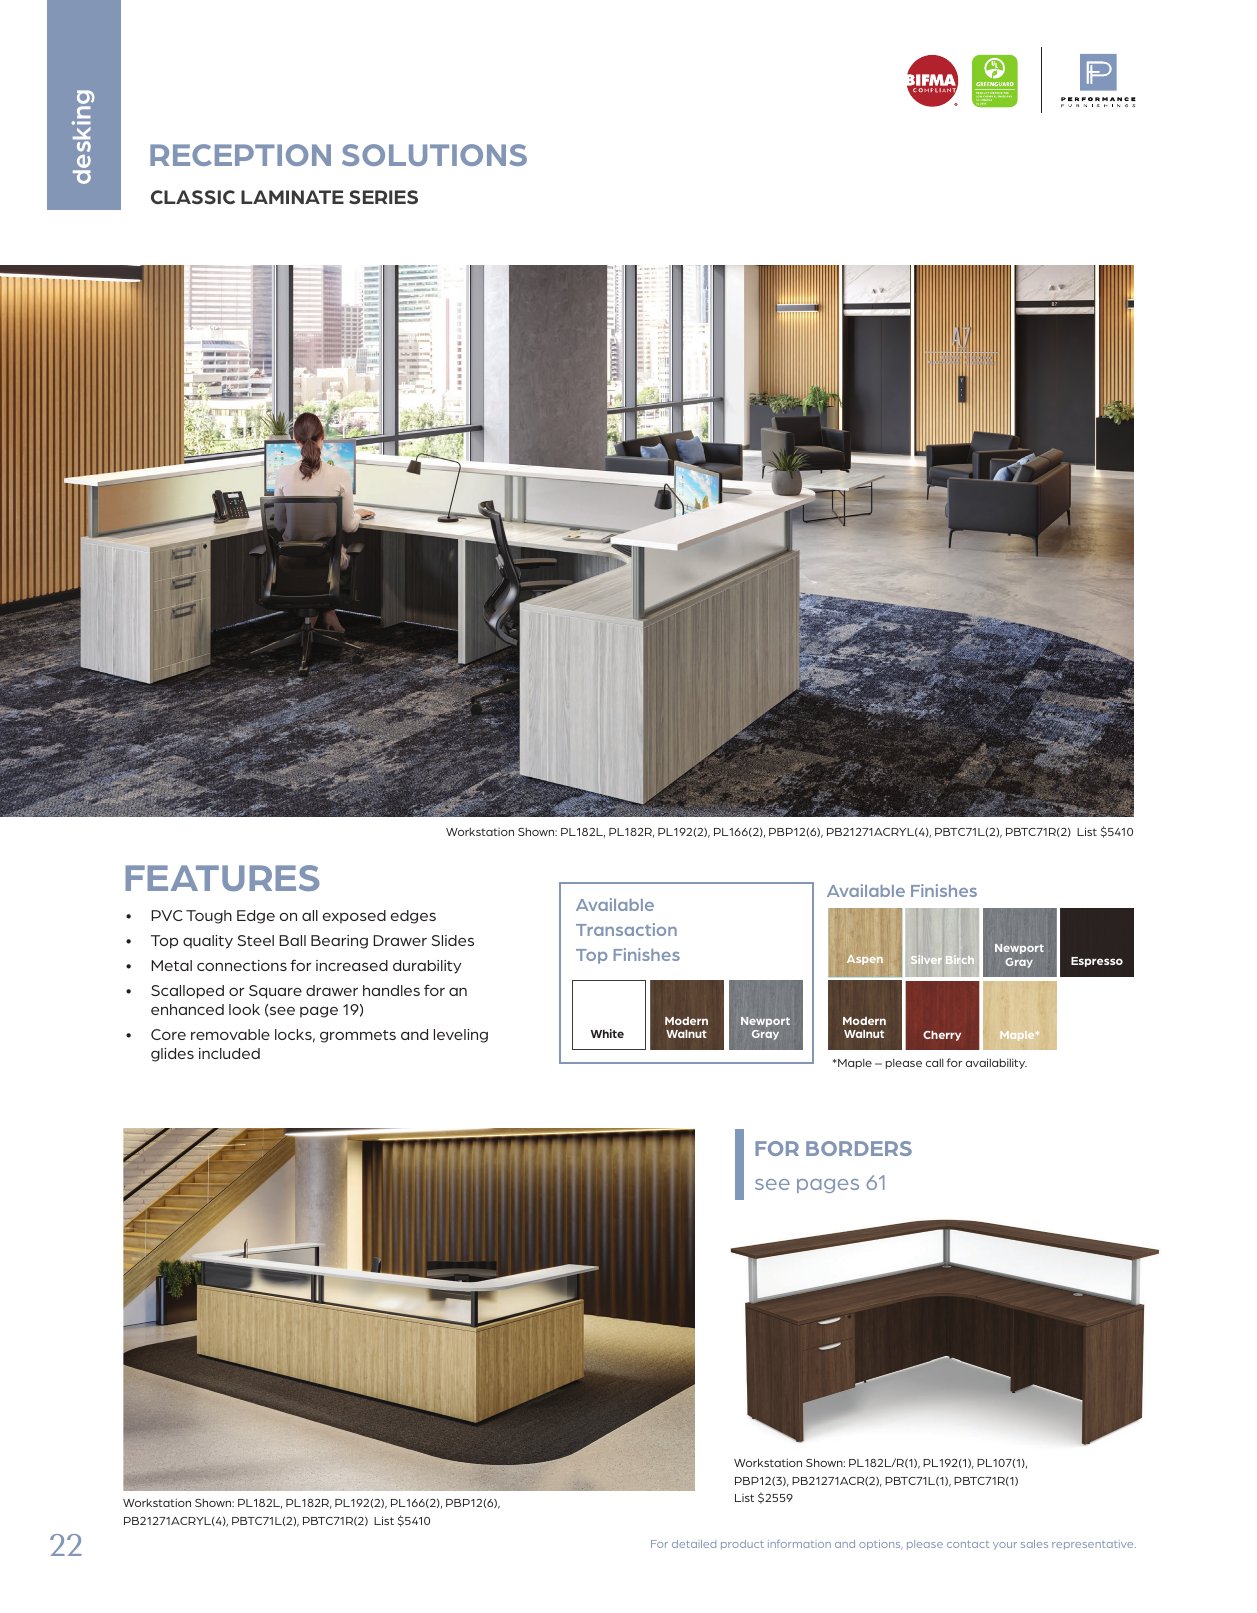 desking
BIFMA
COMPLIANT
GREENGUARD
PERFORMANCE
FURNISHINGS
RECEPTION SOLUTIONS
CLASSIC LAMINATE SERIES
A7
Workstation Shown: PL182L, PL182R, PL192(2), PL166(2), PBP12(6), PB21271ACRYL(4), PBTC71L(2), PBTC71R(2)  List $5410
FEATURES
• PVC Tough Edge on all exposed edges
• Top quality Steel Ball Bearing Drawer Slides
• Metal connections for increased durability
• Scalloped or Square drawer handles for an
enhanced look (see page 19)
• Core removable locks, grommets and leveling
glides included
Available
Transaction
Top Finishes
White
Modern
Walnut
Newport
Gray
Available Finishes
Aspen
Silver Birch
Newport
Gray
Espresso
Modern
Walnut
Cherry
Maple*
*Maple – please call for availability.
FOR BORDERS
see pages 61
Workstation Shown: PL182L, PL182R, PL192(2), PL166(2), PBP12(6),
PB21271ACRYL(4), PBTC71L(2), PBTC71R(2)  List $5410
Workstation Shown: PL182L/R(1), PL192(1), PL107(1),
PBP12(3), PB21271ACR(2), PBTC71L(1), PBTC71R(1)
List $2559
22
For detailed product information and options, please contact your sales representative.